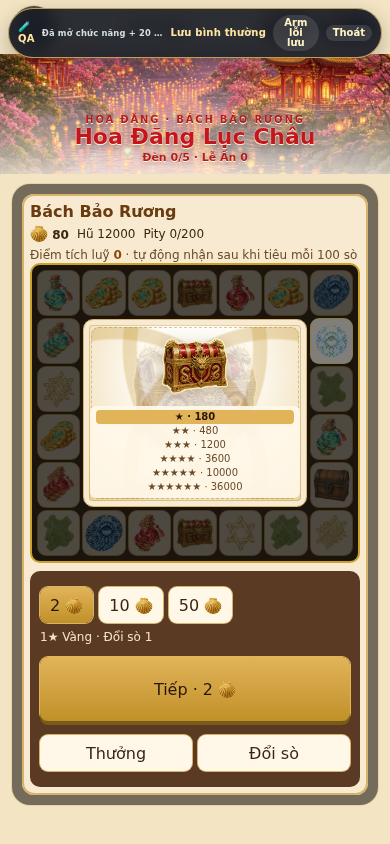 QA
Đã mở chức năng + 20 ...
Lưu bình thường
Arm lỗi lưu
Thoát
HOA ĐĂNG · BÁCH BẢO RƯƠNG
Hoa Đăng Lục Châu
Đèn 0/5 · Lễ Ấn 0
Bách Bảo Rương
80 Hũ 12000 Pity 0/200
Điểm tích luỹ 0 · tự động nhận sau khi tiêu mỗi 100 sò
★ · 180
★★ · 480
★★★ · 1200
★★★★ · 3600
★★★★★ · 10000
★★★★★★ · 36000
2
10
50
1★ Vàng · Đổi sò 1
Tiếp · 2
Thưởng
Đổi sò